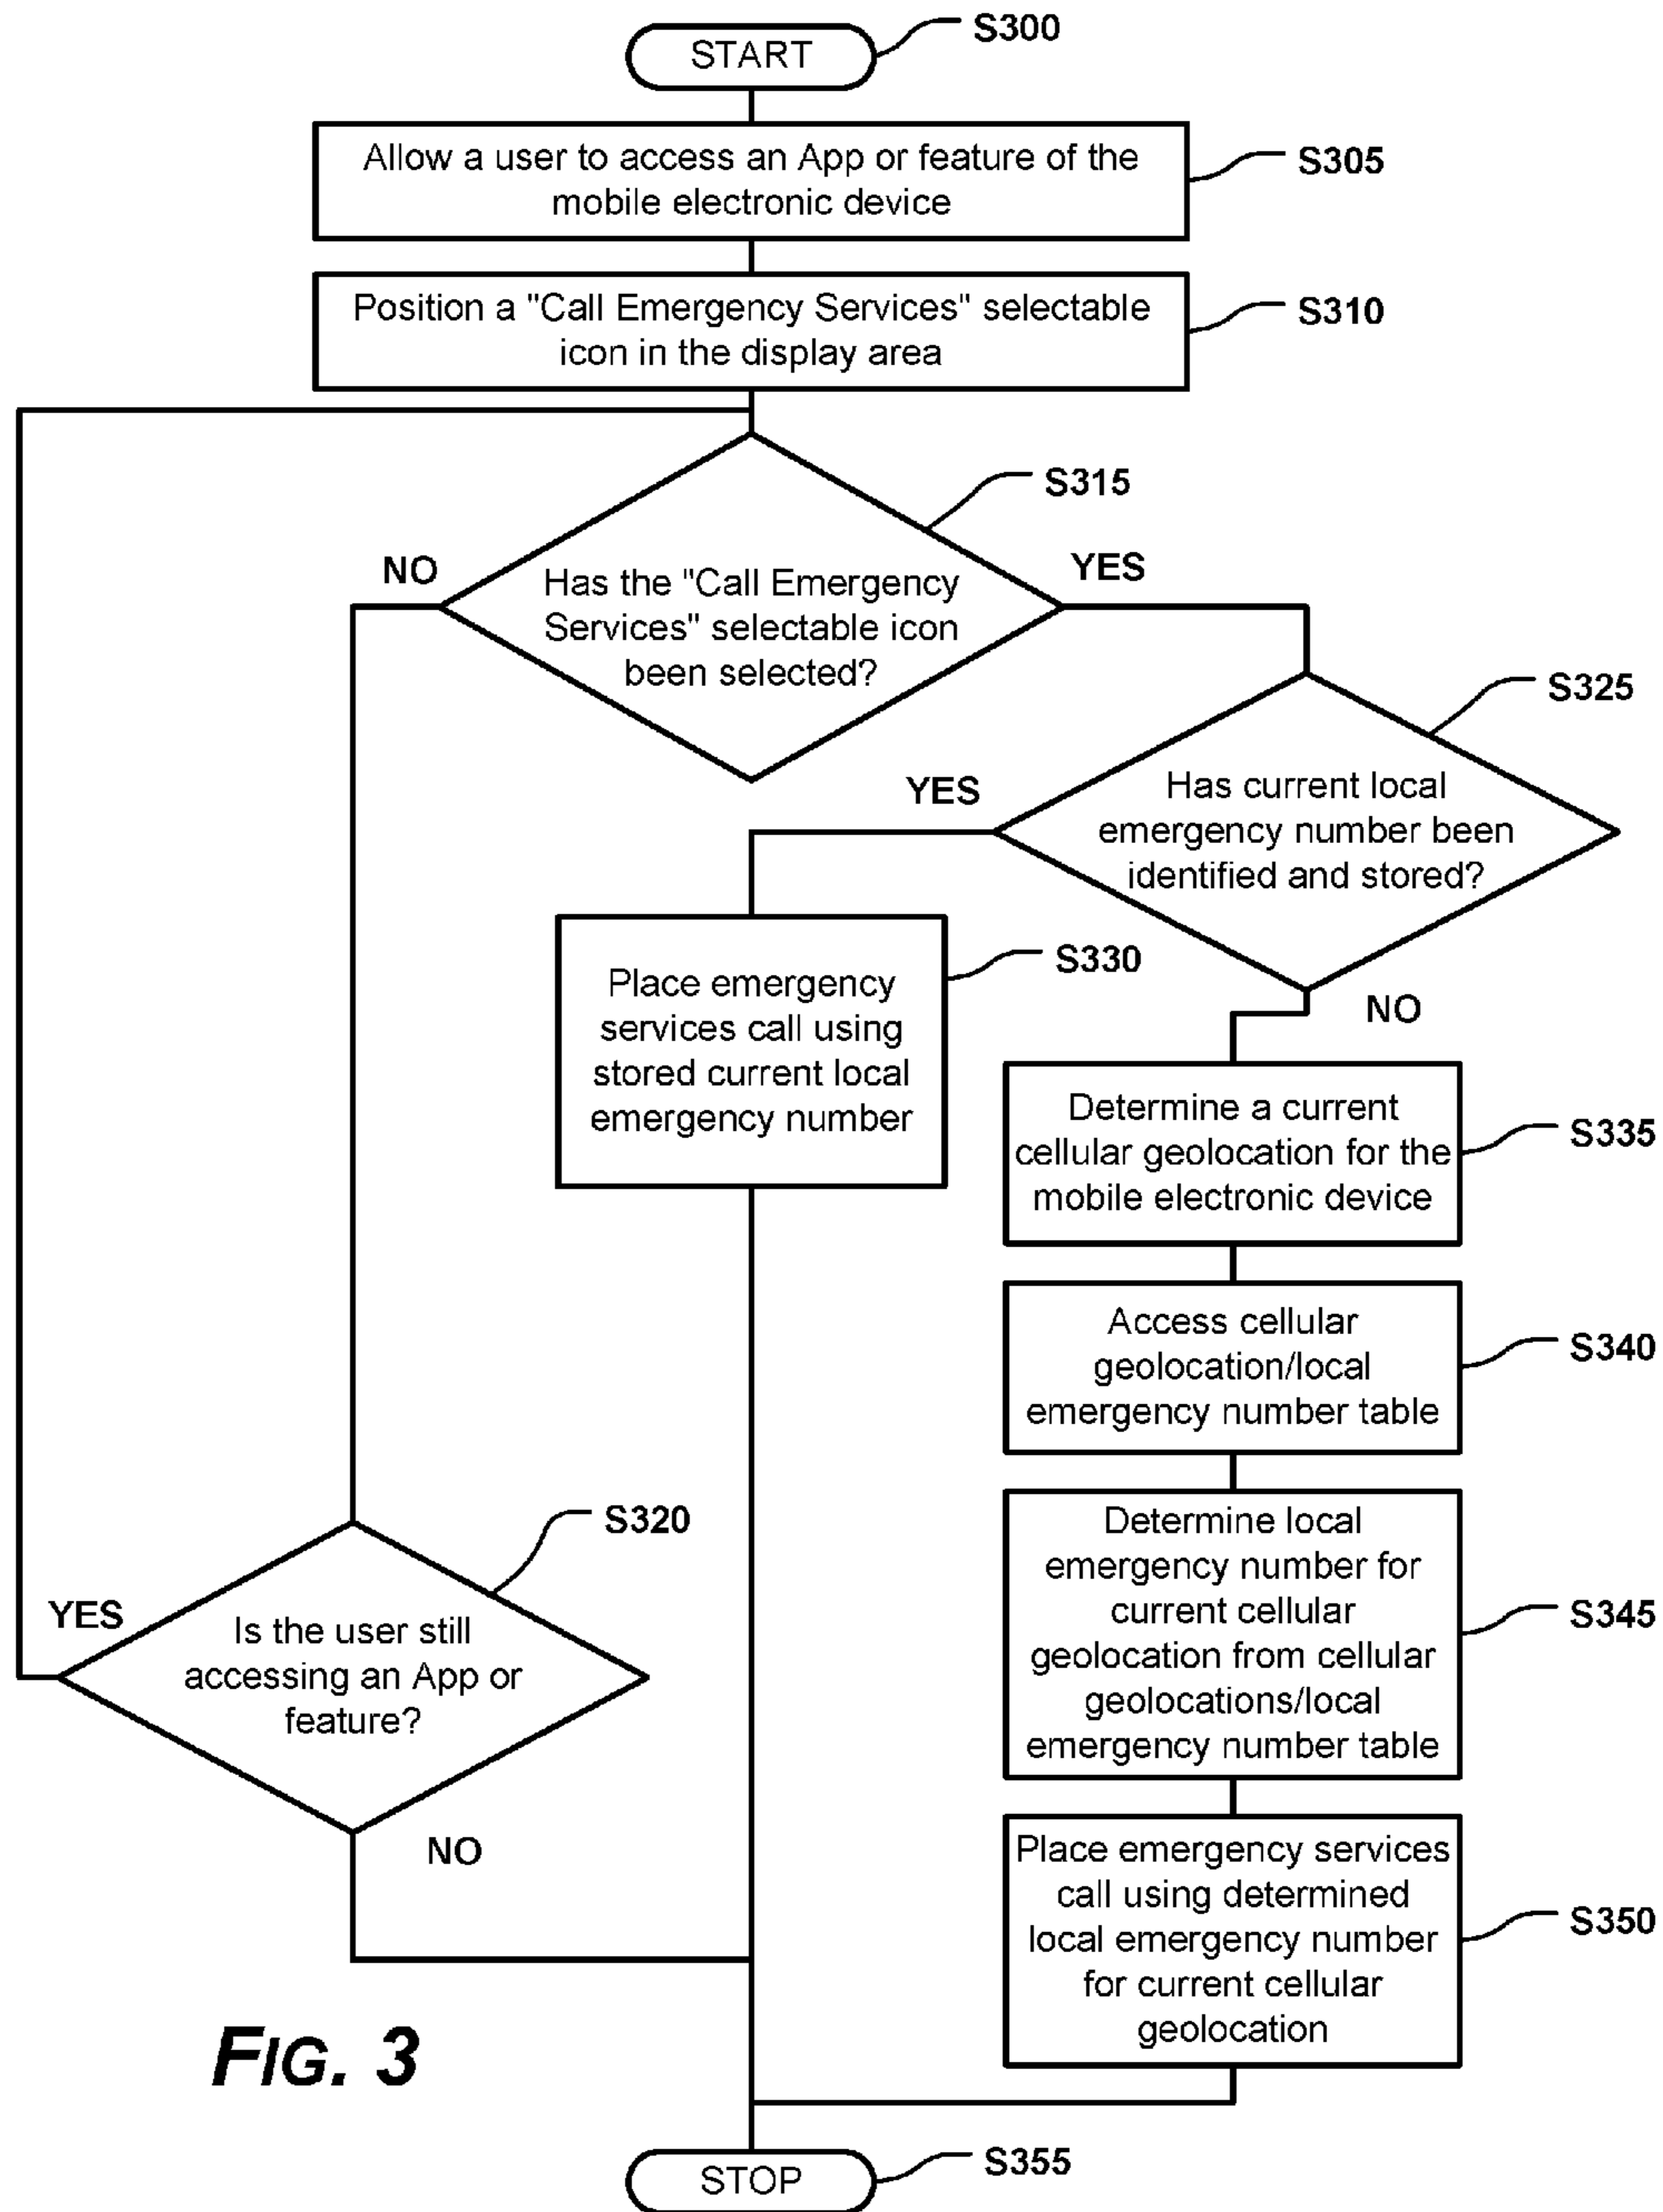 START
S300
Allow a user to access an App or feature of the
mobile electronic device
S305
Position a "Call Emergency Services" selectable
icon in the display area
S310
S315
NO
YES
Has the "Call Emergency
Services" selectable icon
been selected?
S325
YES
Has current local
emergency number been
identified and stored?
NO
S330
Place emergency
services call using
stored current local
emergency number
Determine a current
cellular geolocation for the
mobile electronic device
S335
Access cellular
geolocation/local
emergency number table
S340
S320
YES
Is the user still
accessing an App or
feature?
NO
Determine local
emergency number for
current cellular
geolocation from cellular
geolocations/local
emergency number table
S345
Place emergency services
call using determined
local emergency number
for current cellular
geolocation
S350
FIG. 3
STOP
S355